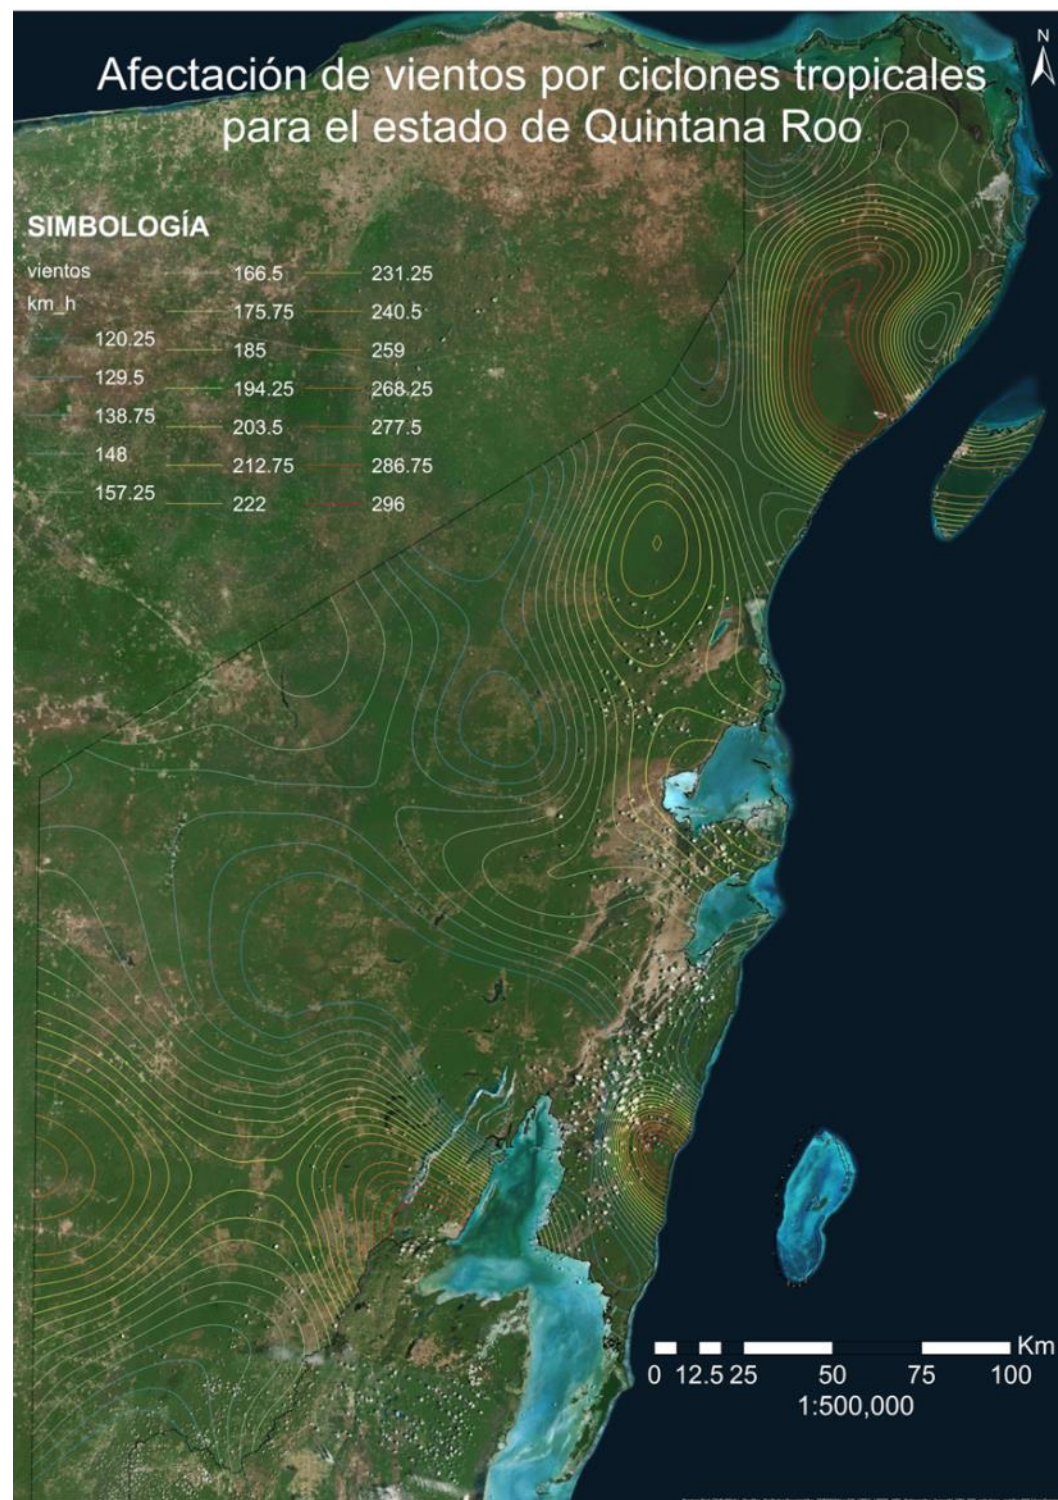 Afectación de vientos por ciclones tropicales
para el estado de Quintana Roo
N
SIMBOLOGÍA
vientos
km_h
120.25
129.5
138.75
148
157.25
166.5
175.75
185
194.25
203.5
212.75
222
231.25
240.5
259
268.25
277.5
286.75
296
Km
0 12.5 25 50 75 100
1:500,000